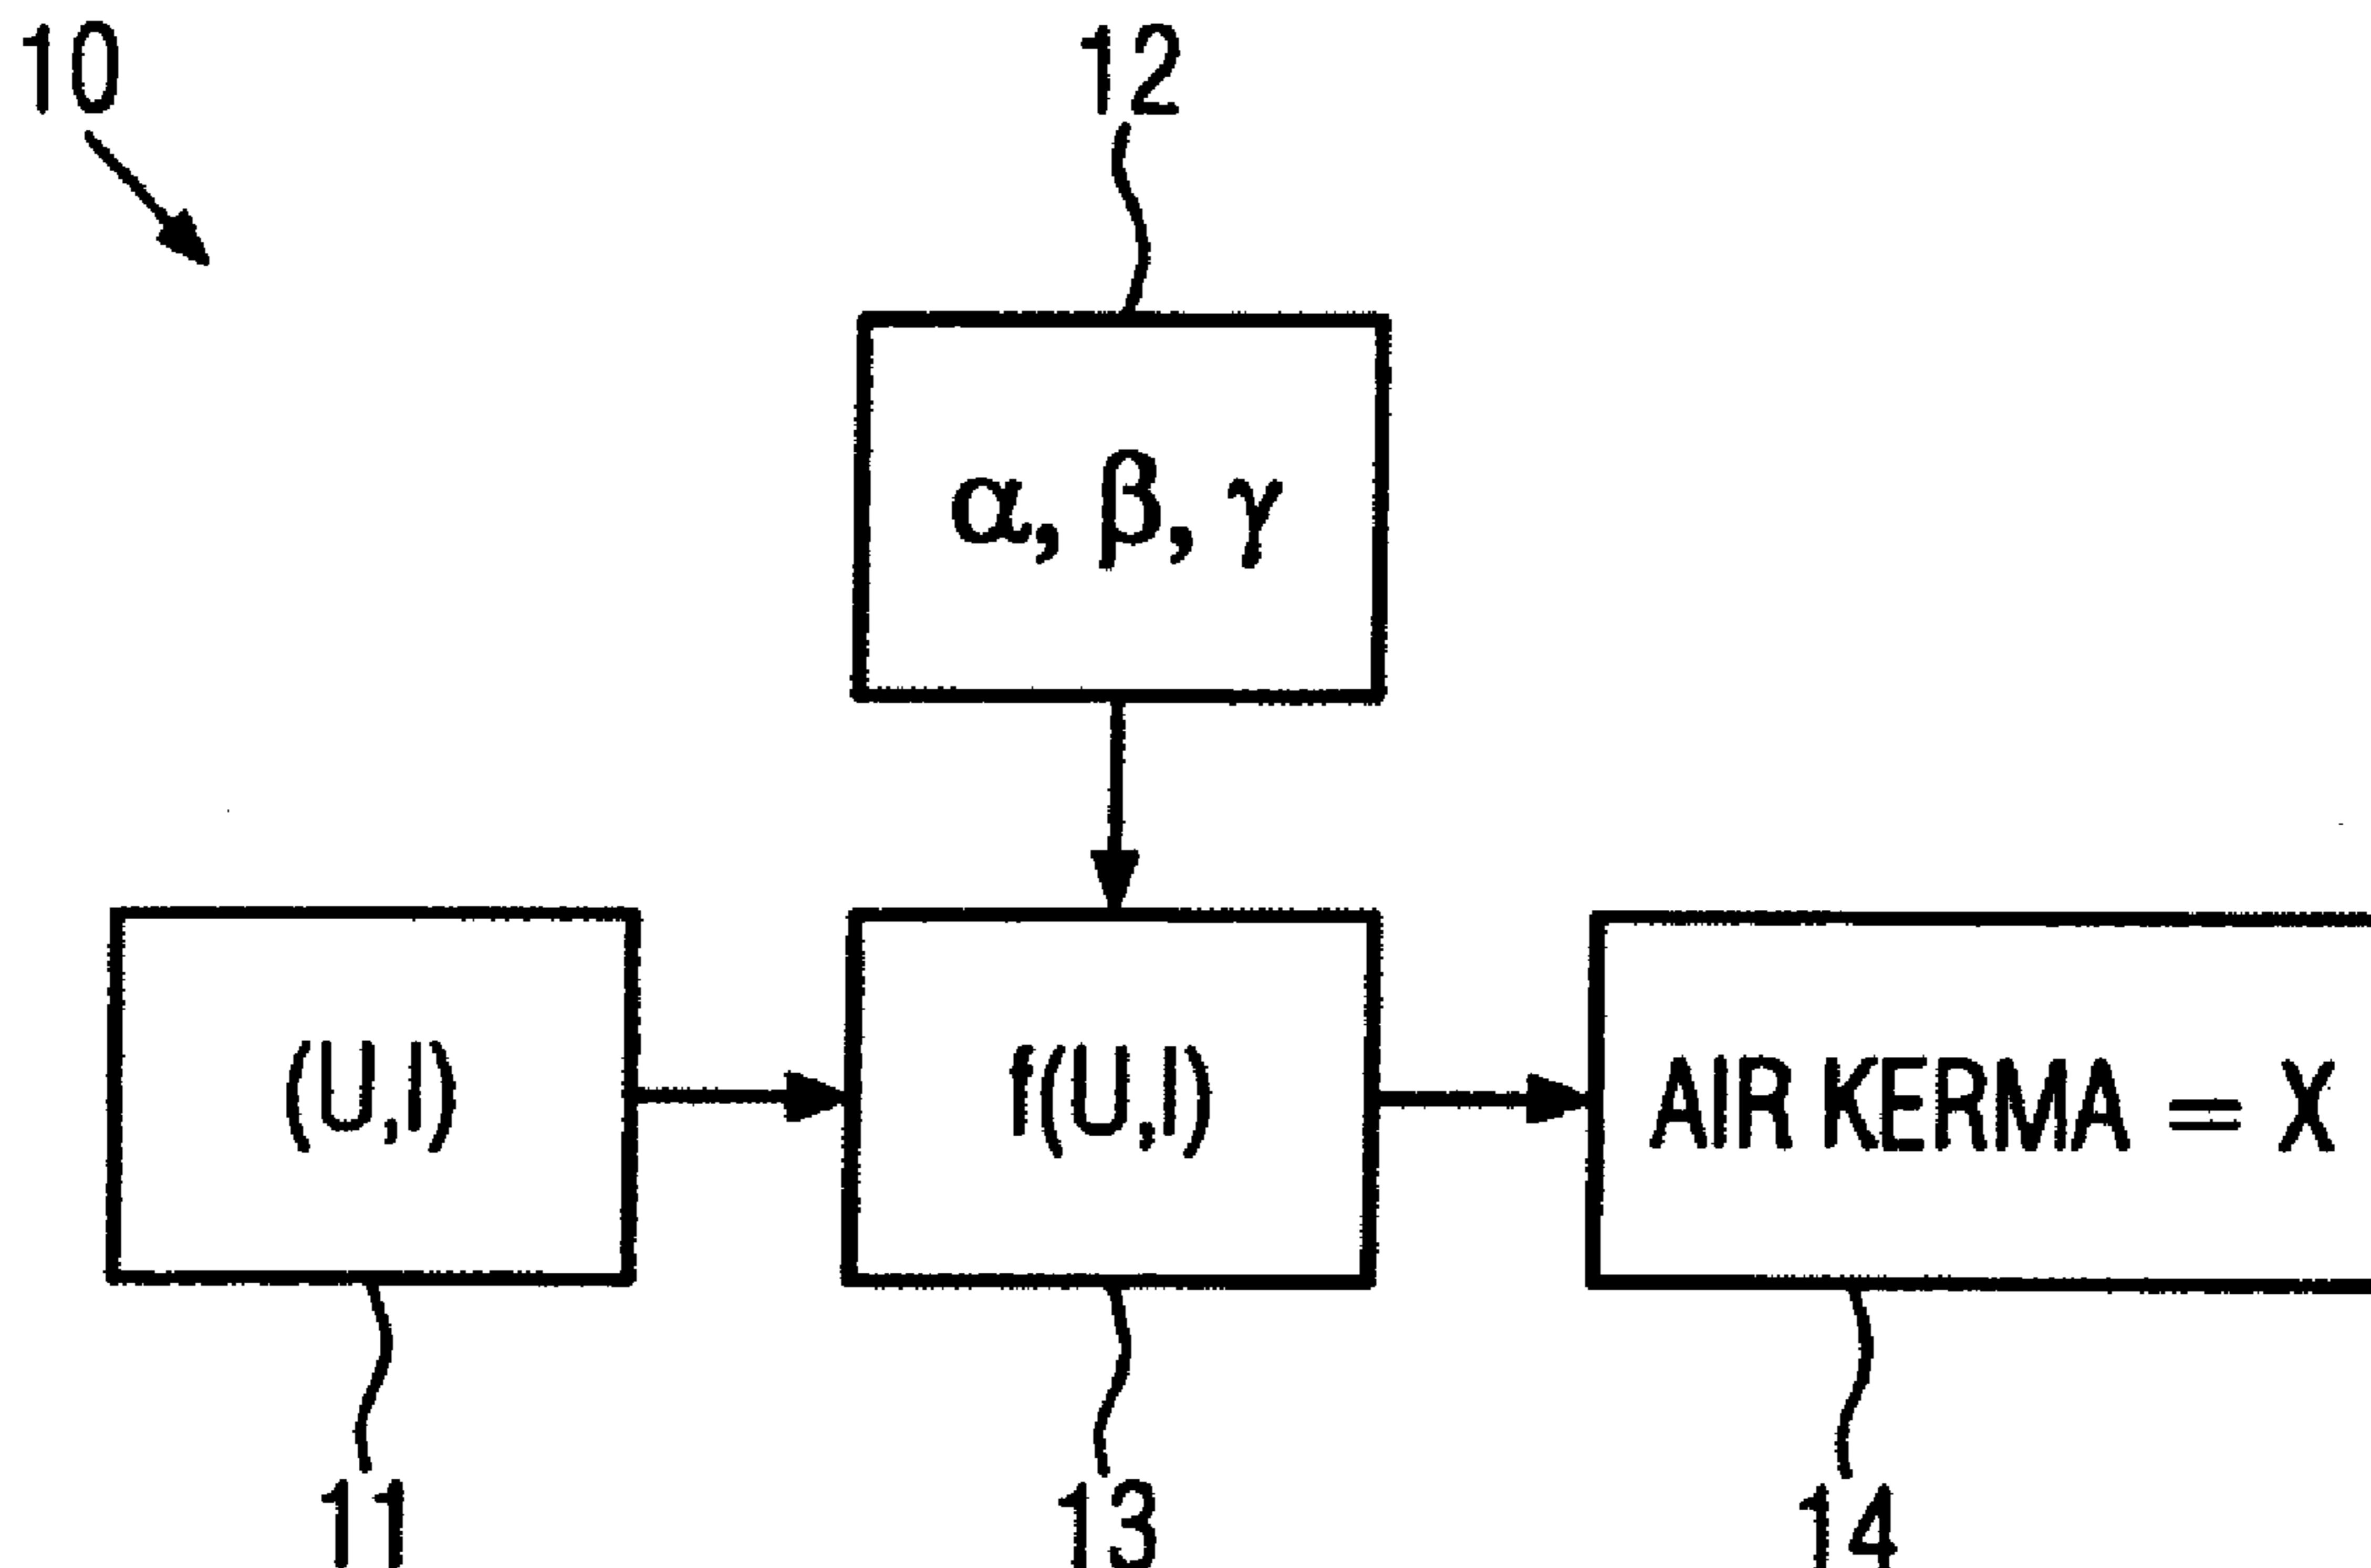 10
12
α, β, γ
(U,I)
f(U,I)
AIR KERMA = X
11
13
14